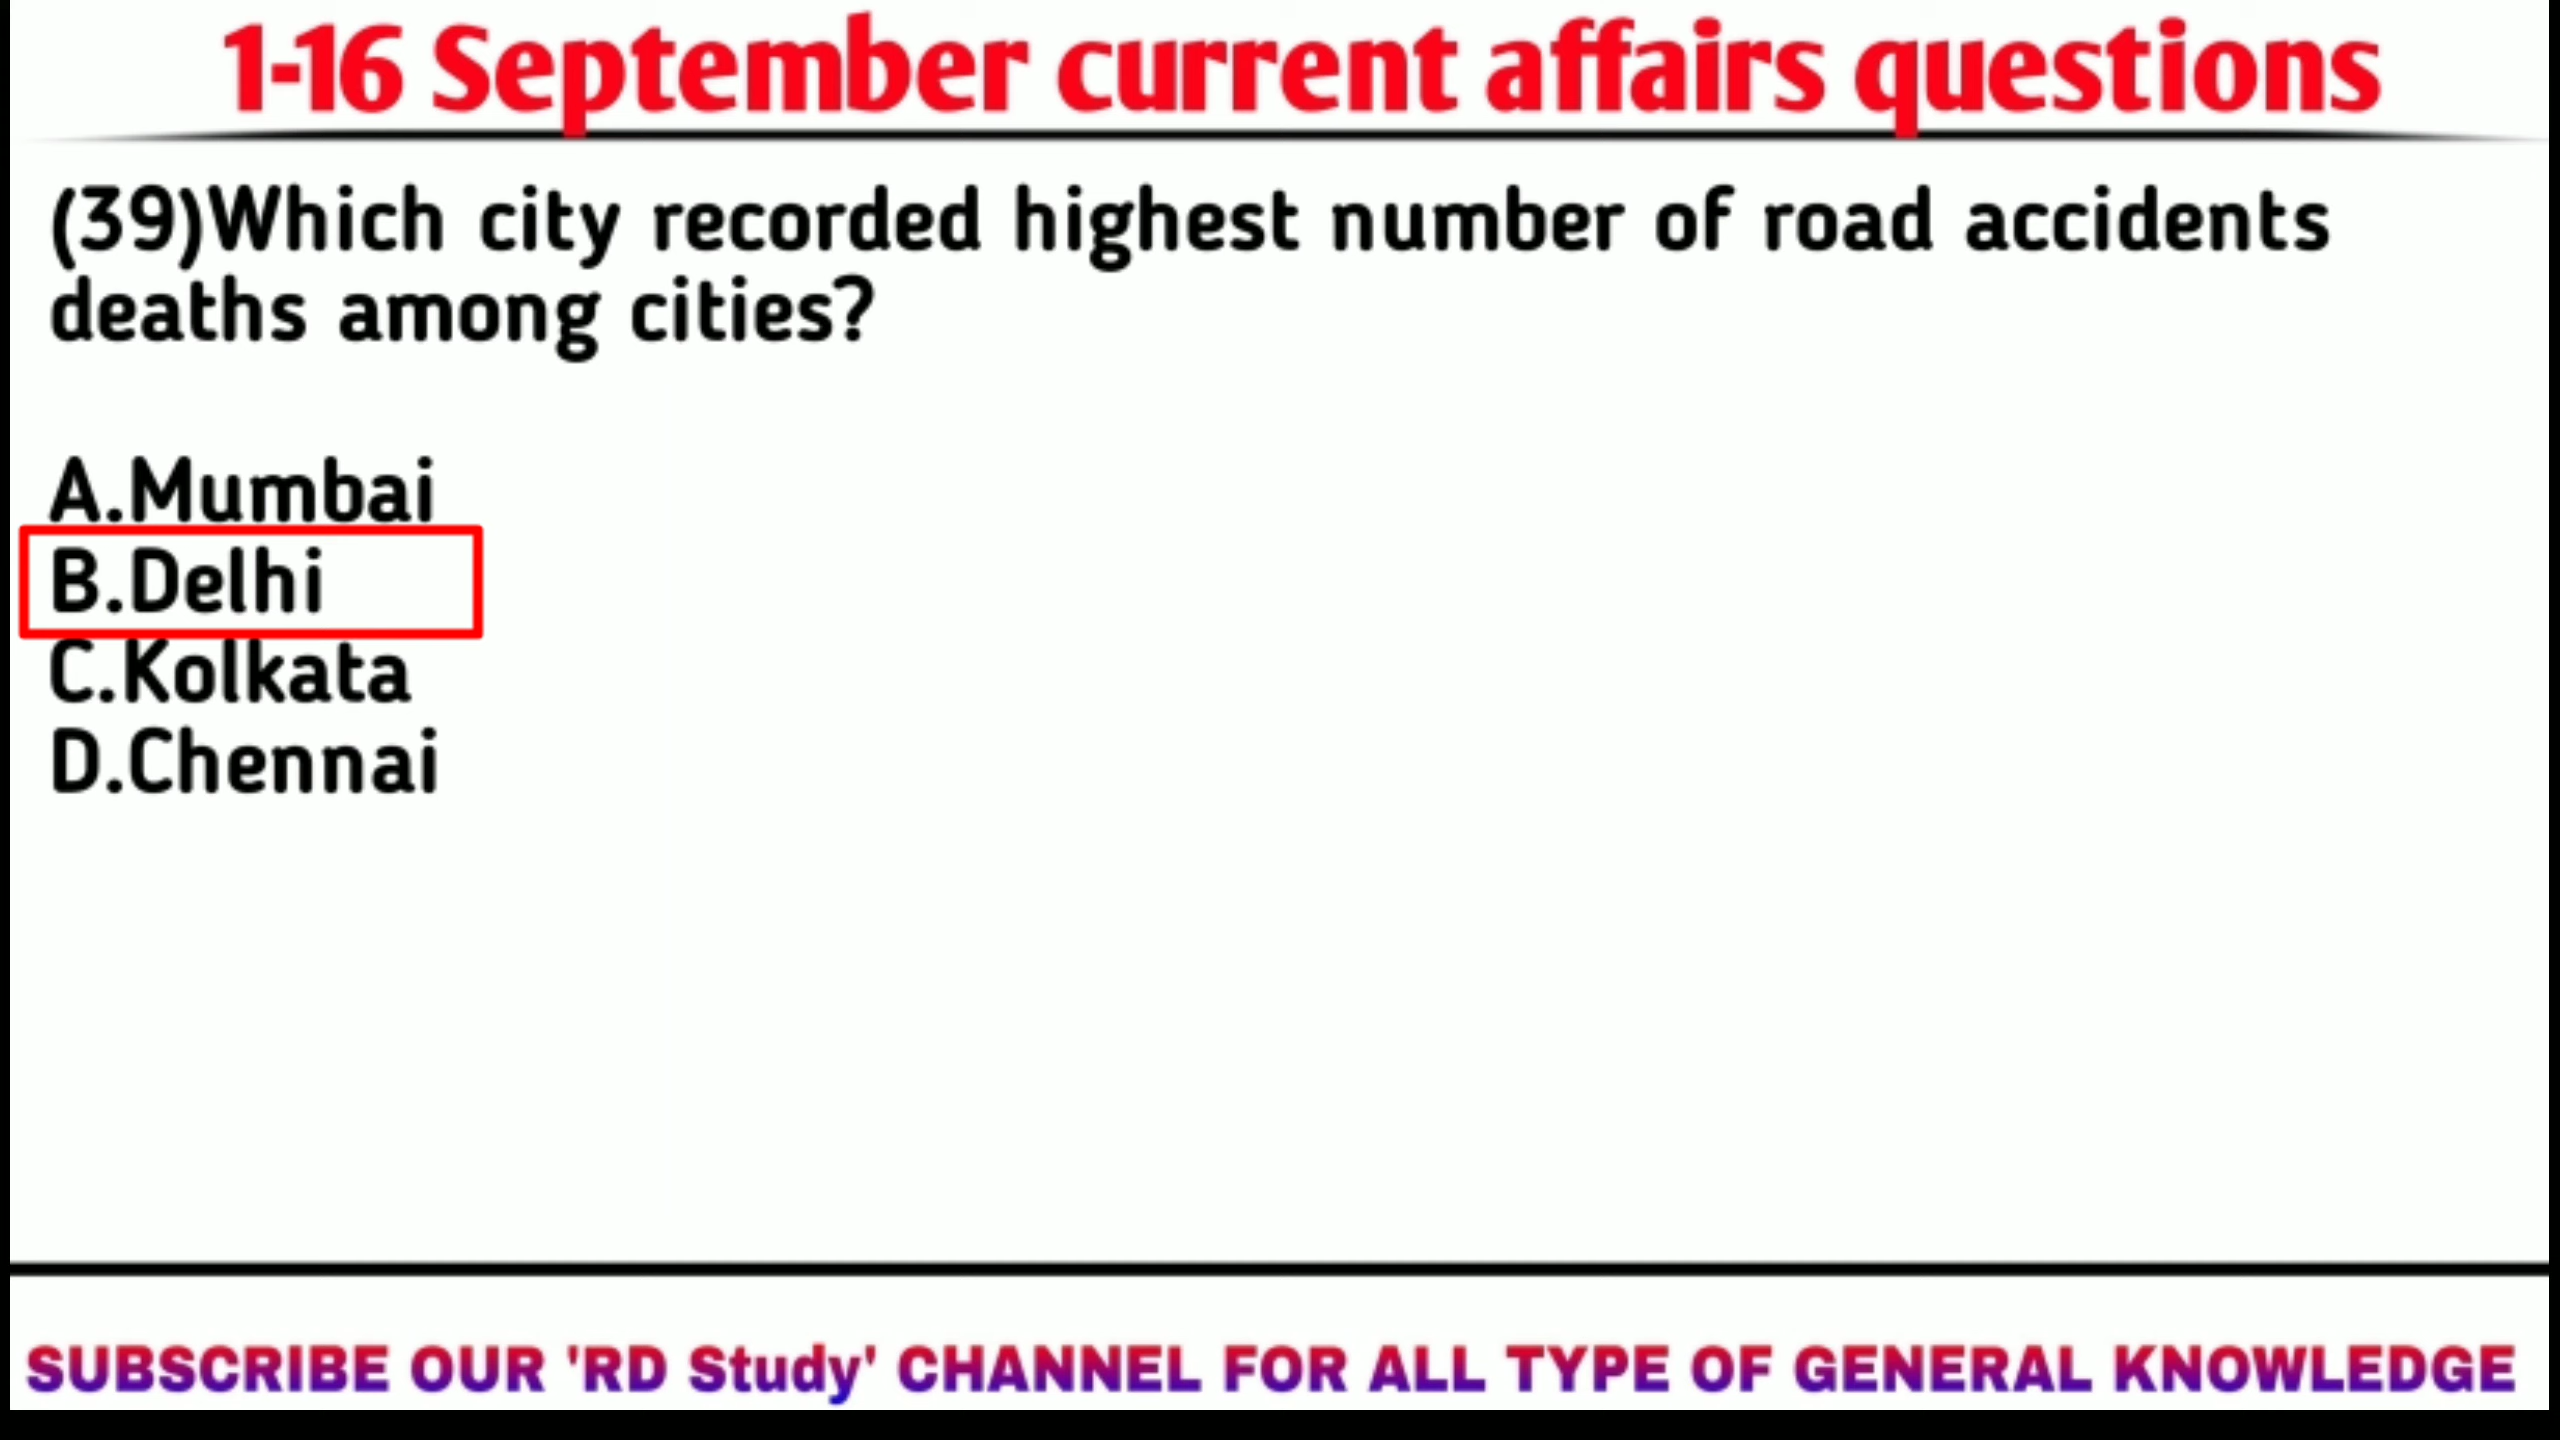 1-16 September current affairs questions
(39)Which city recorded highest number of road accidents
deaths among cities?
A.Mumbai
B.Delhi
C.Kolkata
D.Chennai
SUBSCRIBE OUR 'RD Study' CHANNEL FOR ALL TYPE OF GENERAL KNOWLEDGE